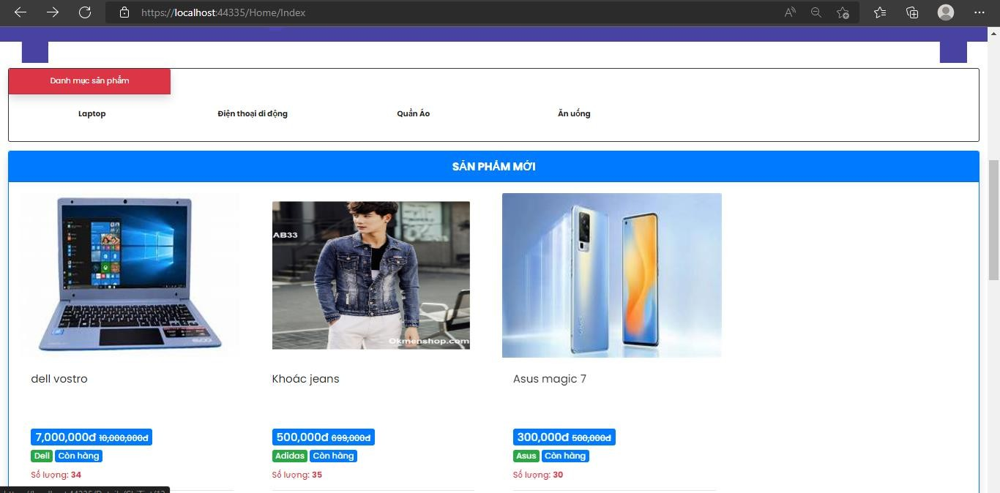 https://localhost:44335/Home/Index
Danh mục sản phẩm
Laptop Điện thoại di động Quần Áo Ăn uống
SẢN PHẨM MỚI
AB33
Okmenshop.com
dell vostro Khoác jeans Asus magic 7
7,000,000đ 10,000,000đ 500,000đ 699,000đ 300,000đ 500,000đ
Dell Còn hàng Adidas Còn hàng Asus Còn hàng
Số lượng: 34 Số lượng: 35 Số lượng: 30